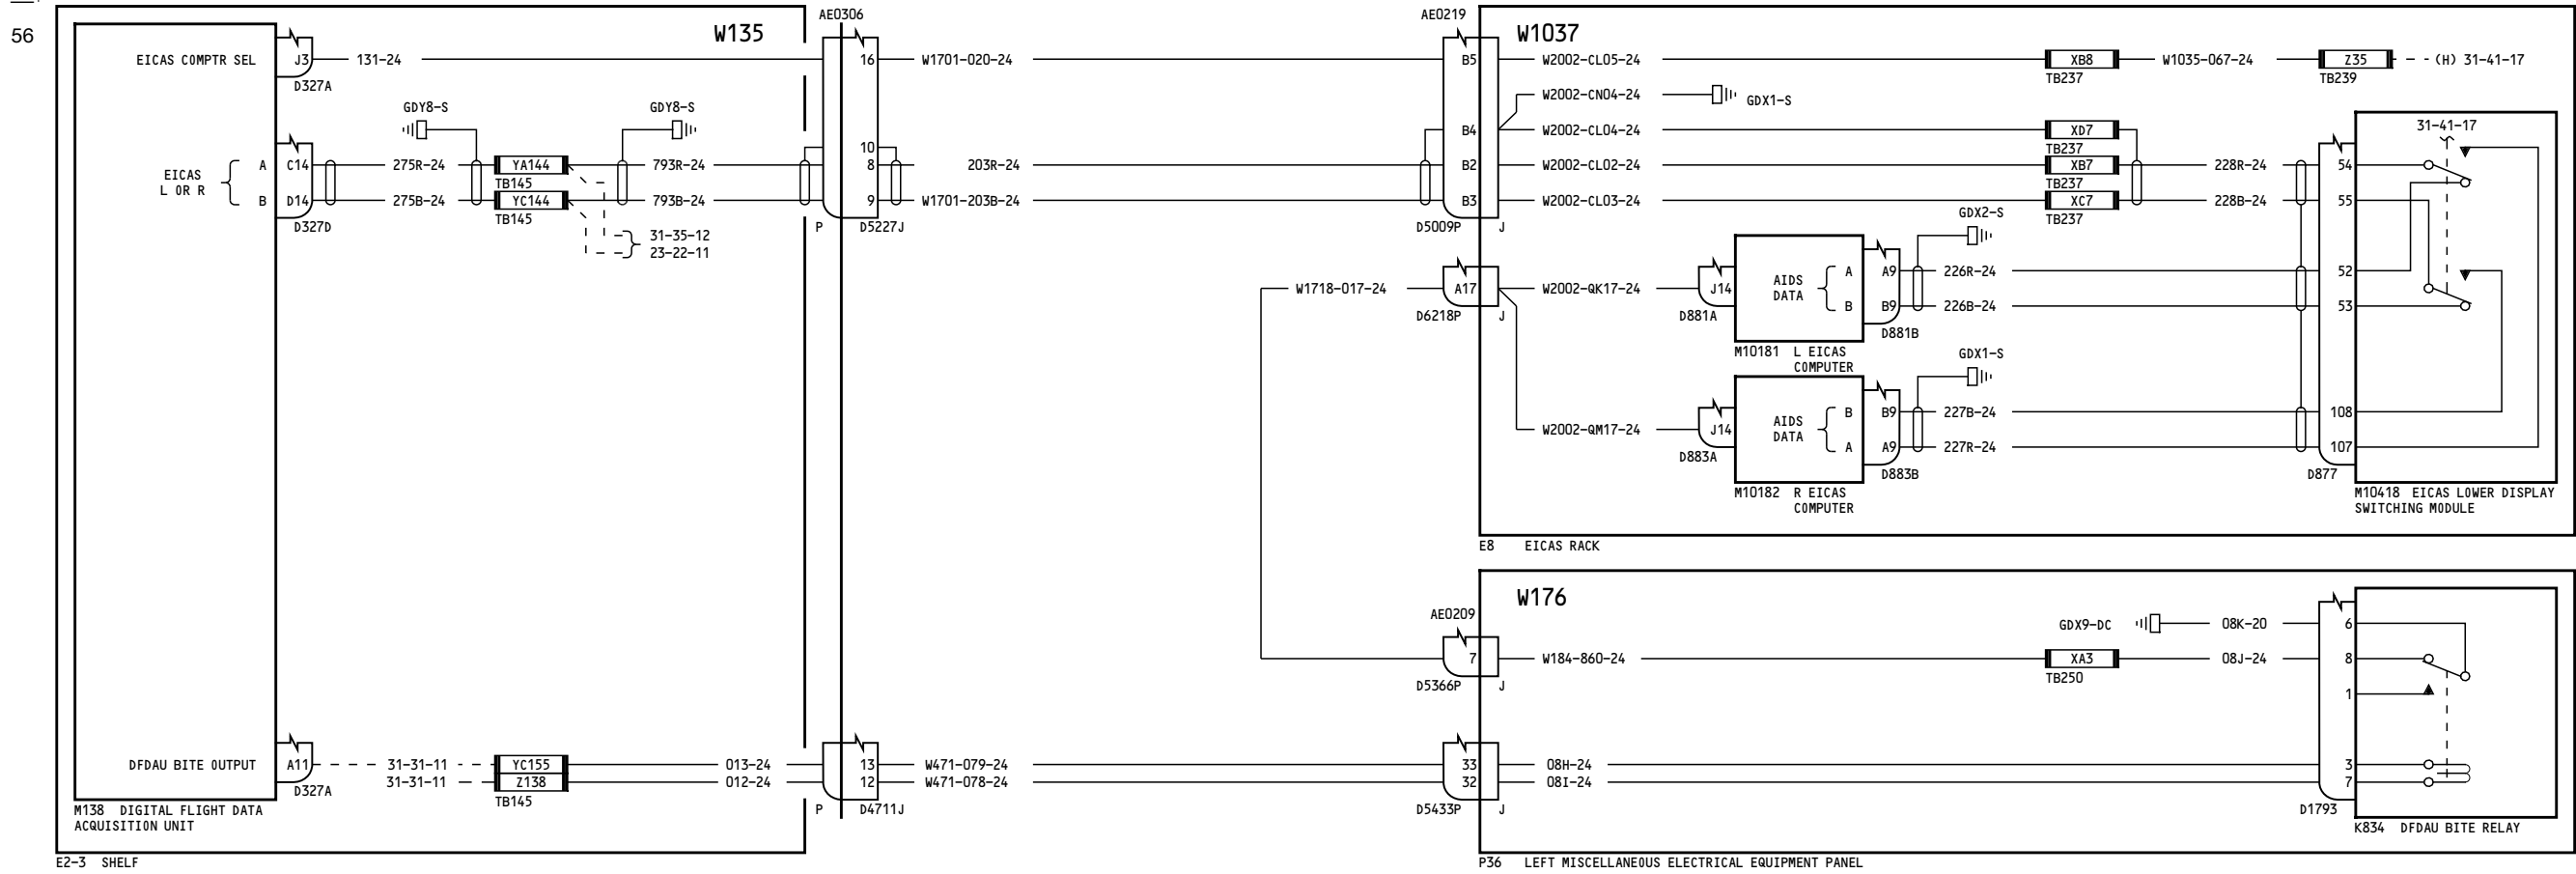 56
W135
EICAS COMPTR SEL
J3
131-24
D327A
EICAS
L OR R
A
B
C14
D14
D327D
275R-24
275B-24
GDY8-S
GDY8-S
YA144
TB145
YC144
TB145
793R-24
793B-24
31-35-12
23-22-11
AE0306
16
10
8
9
P
D5227J
W1701-020-24
203R-24
W1701-203B-24
AE0219
B5
B4
B2
B3
D5009P
J
W1037
W2002-CL05-24
W2002-CN04-24
GDX1-S
W2002-CL04-24
W2002-CL02-24
W2002-CL03-24
XB8
TB237
W1035-067-24
Z35
TB239
(H) 31-41-17
XD7
TB237
XB7
TB237
XC7
TB237
228R-24
228B-24
54
55
52
53
108
107
D877
31-41-17
M10418 EICAS LOWER DISPLAY
SWITCHING MODULE
W1718-017-24
A17
D6218P
J
W2002-QK17-24
J14
D881A
AIDS
DATA
A
B
A9
B9
D881B
GDX2-S
226R-24
226B-24
M10181 L EICAS
COMPUTER
W2002-QM17-24
J14
D883A
AIDS
DATA
B
A
B9
A9
D883B
GDX1-S
227B-24
227R-24
M10182 R EICAS
COMPUTER
E8 EICAS RACK
W176
AE0209
7
D5366P
J
W184-860-24
XA3
TB250
GDX9-DC
08K-20
08J-24
6
8
1
3
7
D1793
K834 DFDAU BITE RELAY
DFDAU BITE OUTPUT
A11
D327A
31-31-11
31-31-11
YC155
Z138
TB145
013-24
012-24
13
12
P
D4711J
W471-079-24
W471-078-24
33
32
D5433P
J
08H-24
08I-24
M138 DIGITAL FLIGHT DATA
ACQUISITION UNIT
E2-3 SHELF
P36 LEFT MISCELLANEOUS ELECTRICAL EQUIPMENT PANEL